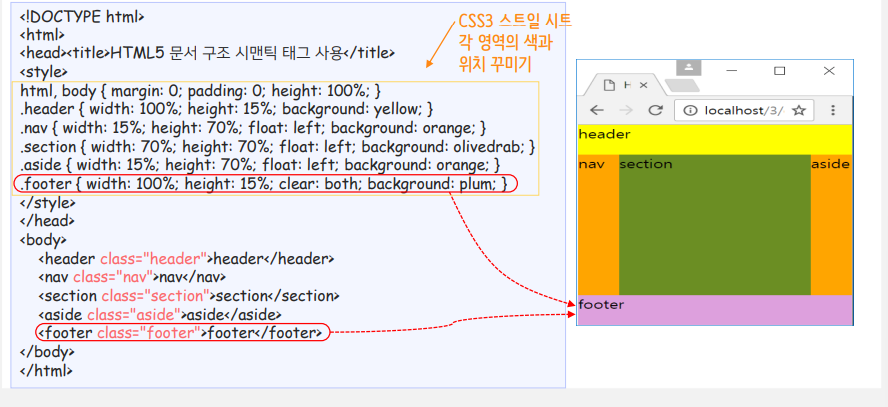 <!DOCTYPE html>
<html>
<head><title>HTML5 문서 구조 시맨틱 태그 사용</title>
<style>
html, body { margin: 0; padding: 0; height: 100%; }
.header { width: 100%; height: 15%; background: yellow; }
.nav { width: 15%; height: 70%; float: left; background: orange; }
.section { width: 70%; height: 70%; float: left; background: olivedrab; }
.aside { width: 15%; height: 70%; float: left; background: orange; }
.footer { width: 100%; height: 15%; clear: both; background: plum; }
</style>
</head>
<body>
<header class="header">header</header>
<nav class="nav">nav</nav>
<section class="section">section</section>
<aside class="aside">aside</aside>
<footer class="footer">footer</footer>
</body>
</html>
CSS3 스트일 시트
각 영역의 색과
위치 꾸미기
H
localhost/3/
header
nav section aside
footer